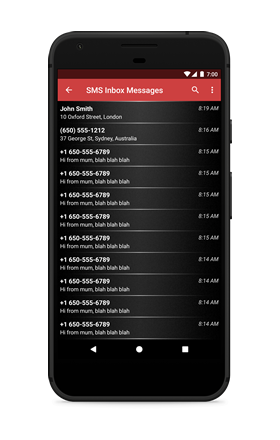 7:00
SMS Inbox Messages
John Smith 8:19 AM
10 Oxford Street, London
(650) 555-1212 8:16 AM
37 George St, Sydney, Australia
+1 650-555-6789 8:15 AM
Hi from mum, blah blah blah
+1 650-555-6789 8:15 AM
Hi from mum, blah blah blah
+1 650-555-6789 8:15 AM
Hi from mum, blah blah blah
+1 650-555-6789 8:15 AM
Hi from mum, blah blah blah
+1 650-555-6789 8:15 AM
Hi from mum, blah blah blah
+1 650-555-6789 8:14 AM
Hi from mum, blah blah blah
+1 650-555-6789 8:14 AM
Hi from mum, blah blah blah
+1 650-555-6789 8:14 AM
Hi from mum, blah blah blah
+1 650-555-6789 8:14 AM
Hi from mum, blah blah blah